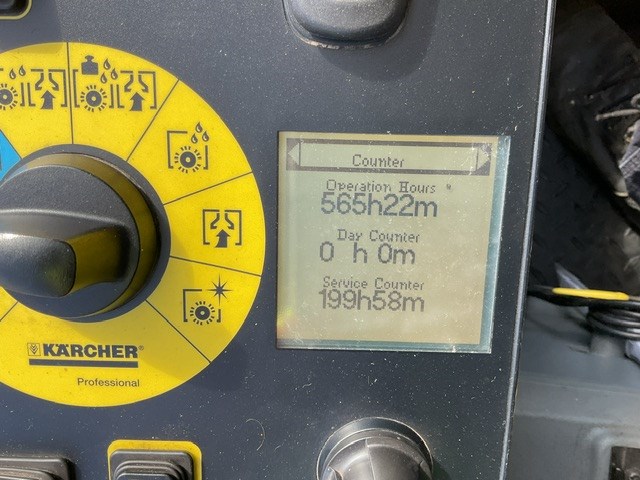 Counter
Operation Hours
565h22m
Day Counter
0 h 0m
Service Counter
199h58m
KÄRCHER
Professional